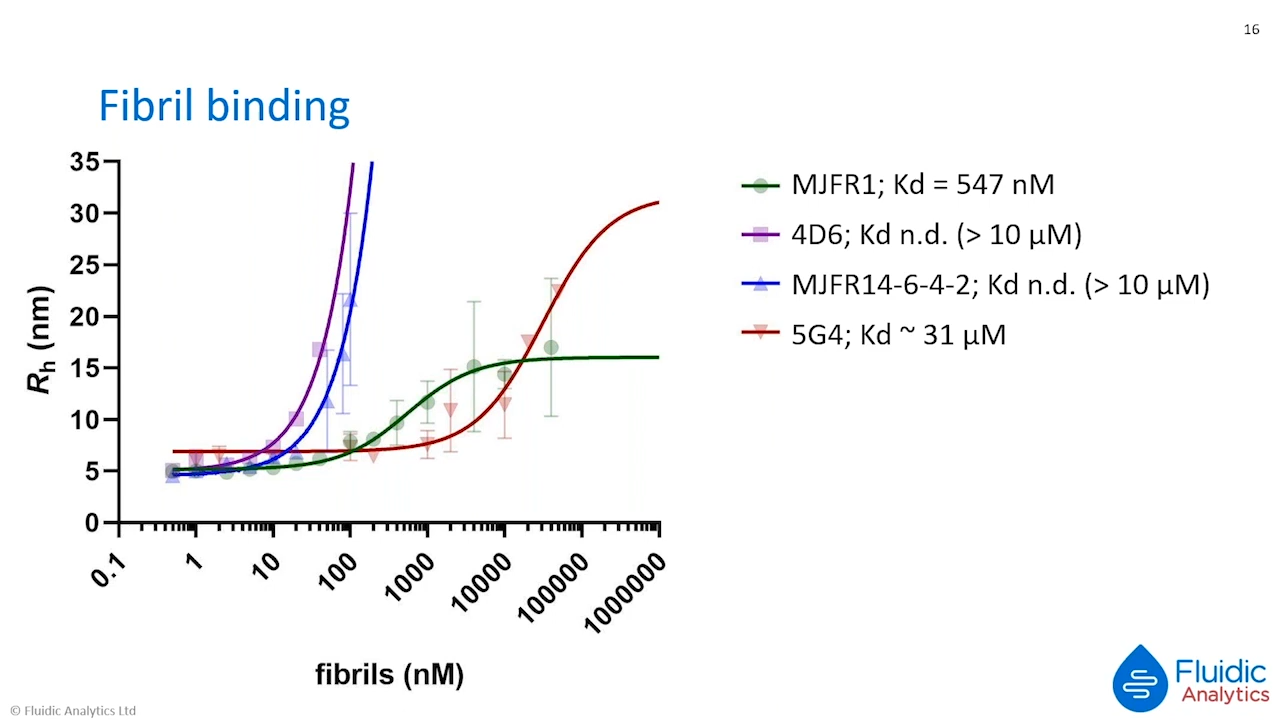 16
Fibril binding
35
30
25
20
15
10
5
0
Rh (nm)
0.1
1
10
100
1000
10000
100000
1000000
fibrils (nM)
MJFR1; Kd = 547 nM
4D6; Kd n.d. (> 10 µM)
MJFR14-6-4-2; Kd n.d. (> 10 µM)
5G4; Kd ~ 31 µM
Fluidic
Analytics
© Fluidic Analytics Ltd